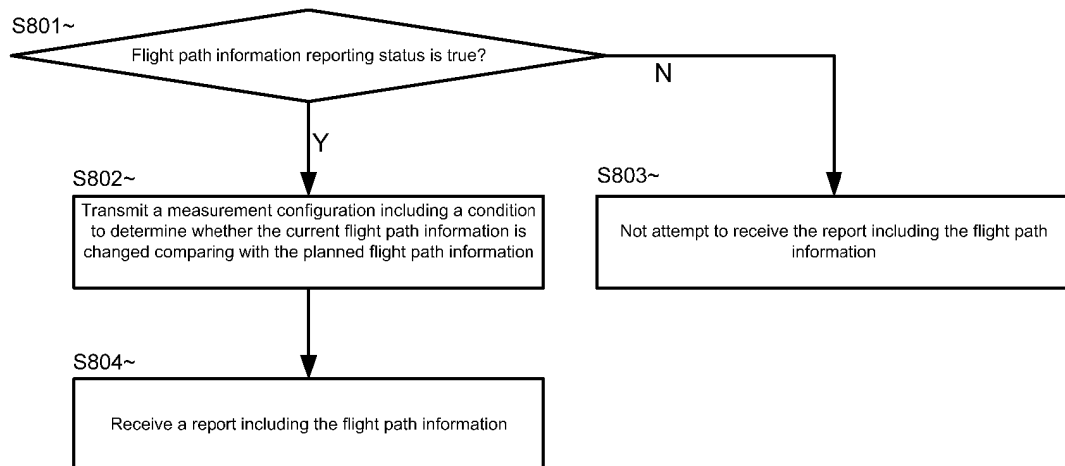 S801~
Flight path information reporting status is true?
N
Y
S802~
Transmit a measurement configuration including a condition
to determine whether the current flight path information is
changed comparing with the planned flight path information
S803~
Not attempt to receive the report including the flight path
information
S804~
Receive a report including the flight path information